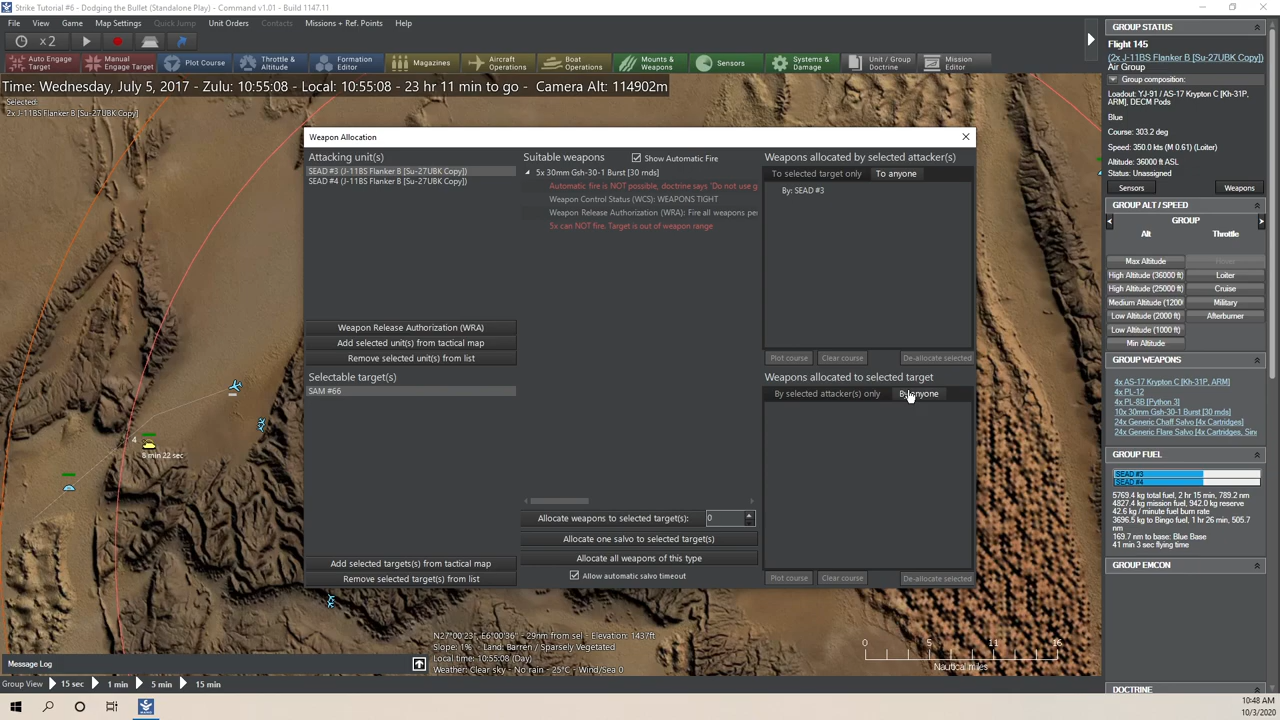 Strike Tutorial #6 - Dodging the Bullet (Standalone Play) - Command v1.01 - Build 1147.11
File View Game Map Settings Quick Jump Unit Orders Contacts Missions + Ref. Points Help
x 2
Auto Engage Target
Manual Engage Target
Plot Course
Throttle & Altitude
Formation Editor
Magazines
Aircraft Operations
Boat Operations
Mounts & Weapons
Sensors
Systems & Damage
Unit / Group Doctrine
Mission Editor
Time: Wednesday, July 5, 2017 - Zulu: 10:55:08 - Local: 10:55:08 - 23 hr 11 min to go - Camera Alt: 114902m
Selected:
2x J-11BS Flanker B [Su-27UBK Copy]
Weapon Allocation
Attacking unit(s)
SEAD #3 (J-11BS Flanker B [Su-27UBK Copy])
SEAD #4 (J-11BS Flanker B [Su-27UBK Copy])
Weapon Release Authorization (WRA)
Add selected unit(s) from tactical map
Remove selected unit(s) from list
Selectable target(s)
SAM #66
Add selected targets(s) from tactical map
Remove selected target(s) from list
Suitable weapons
Show Automatic Fire
5x 30mm Gsh-30-1 Burst [30 rnds]
Automatic fire is NOT possible, doctrine says "Do not use g
Weapon Control Status (WCS): WEAPONS TIGHT
Weapon Release Authorization (WRA): Fire all weapons pe
5x can NOT fire, Target is out of weapon range
Allocate weapons to selected target(s): 0
Allocate one salvo to selected target(s)
Allocate all weapons of this type
Allow automatic salvo timeout
Weapons allocated by selected attacker(s)
To selected target only To anyone
By: SEAD #3
Plot course Clear course De-allocate selected
Weapons allocated to selected target
By selected attacker(s) only By anyone
Plot course Clear course De-allocate selected
4
8 min 22 sec
N27°00'23", E6°00'36" - 29nm from sel - Elevation: 1437ft
Slope: 1% - Land: Barren / Sparsely Vegetated
Local time: 10:55:08 (Day)
Weather: Clear sky - No rain - 25°C - Wind/Sea 0
0 5 11 16
Nautical miles
Message Log
Group View 15 sec 1 min 5 min 15 min
GROUP STATUS
Flight 145
(2x J-11BS Flanker B [Su-27UBK Copy])
Air Group
Group composition:
Loadout: YJ-91 / AS-17 Krypton C [Kh-31P, ARM], DECM Pods
Blue
Course: 303.2 deg
Speed: 350.0 kts (M 0.61) (Loiter)
Altitude: 36000 ft ASL
Status: Unassigned
Sensors Weapons
GROUP ALT / SPEED
GROUP
Alt Throttle
Max Altitude Hover
High Altitude (36000 ft) Loiter
High Altitude (25000 ft) Cruise
Medium Altitude (1200 Military
Low Altitude (2000 ft) Afterburner
Low Altitude (1000 ft)
Min Altitude
GROUP WEAPONS
4x AS-17 Krypton C [Kh-31P, ARM]
4x PL-12
4x PL-8B [Python 3]
10x 30mm Gsh-30-1 Burst [30 rnds]
24x Generic Chaff Salvo [4x Cartridges]
24x Generic Flare Salvo [4x Cartridges, Sin
GROUP FUEL
SEAD #3
SEAD #4
5769.4 kg total fuel, 2 hr 15 min, 789.2 nm
4827.4 kg mission fuel, 942.0 kg reserve
42.6 kg / minute fuel burn rate
3696.5 kg to Bingo fuel, 1 hr 26 min, 505.7
nm
169.7 nm to base: Blue Base
41 min 3 sec flying time
GROUP EMCON
DOCTRINE
10:48 AM
10/3/2020